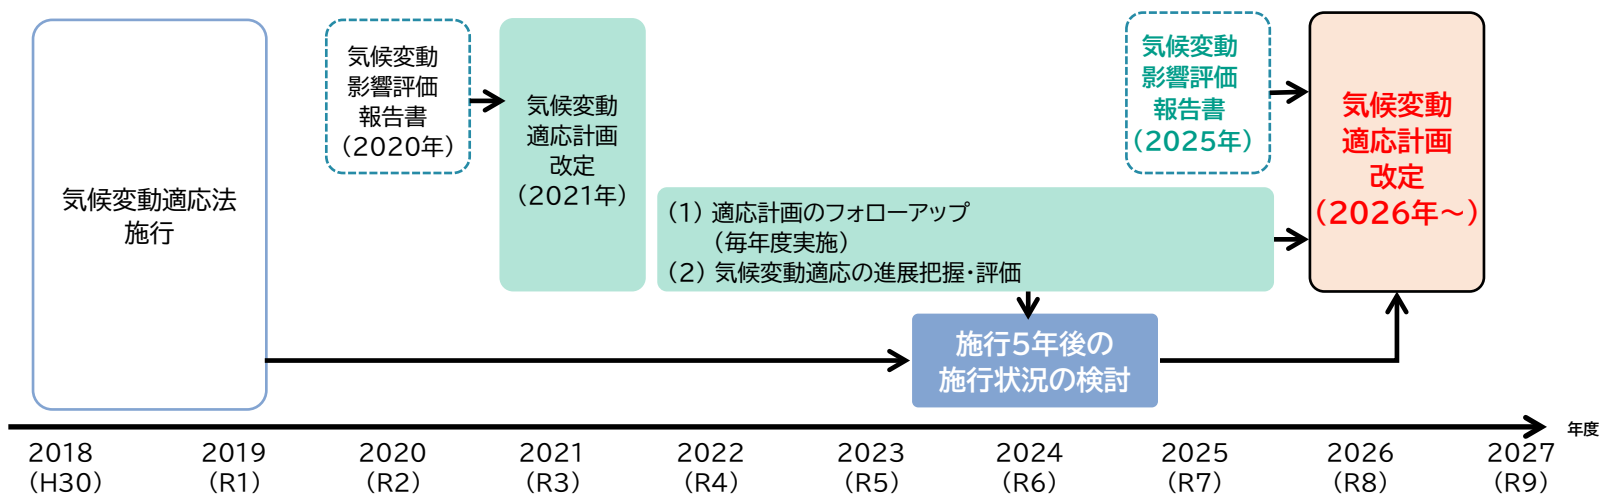 気候変動適応法
施行
気候変動
影響評価
報告書
（2020年）
気候変動
適応計画
改定
（2021年）
（1） 適応計画のフォローアップ
（毎年度実施）
（2） 気候変動適応の進展把握・評価
施行5年後の
施行状況の検討
気候変動
影響評価
報告書
（2025年）
気候変動
適応計画
改定
（2026年～）
年度
2018 2019 2020 2021 2022 2023 2024 2025 2026 2027
（H30） （R1） （R2） （R3） （R4） （R5） （R6） （R7） （R8） （R9）